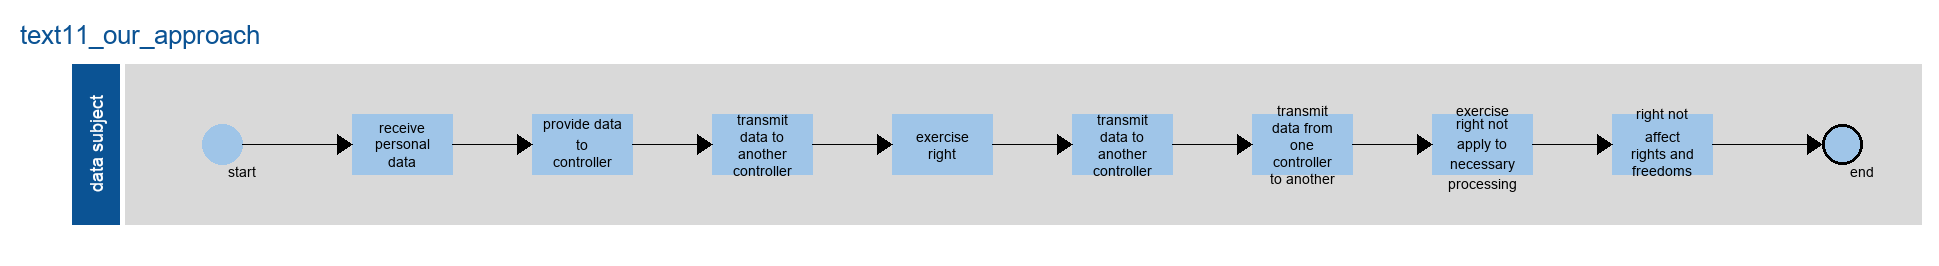 text11_our_approach
data subject
start
receive
personal
data
provide data
to
controller
transmit
data to
another
controller
exercise
right
transmit
data to
another
controller
transmit
data from
one
controller
to another
exercise
right not
apply to
necessary
processing
right not
affect
rights and
freedoms
end